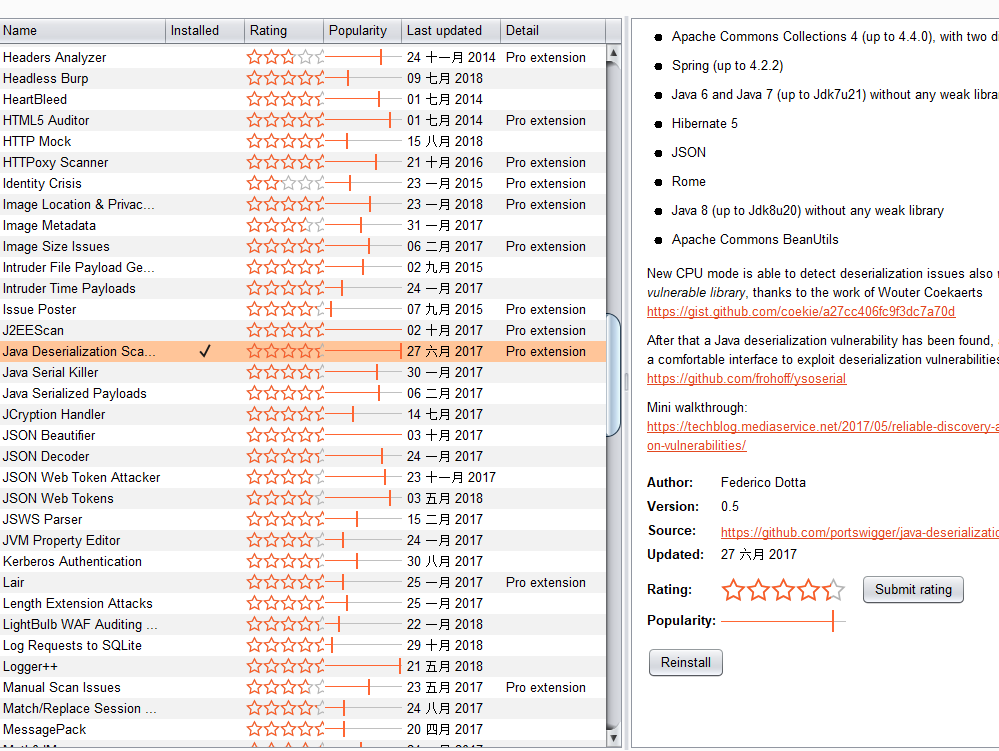 Name Installed Rating Popularity Last updated Detail
Headers Analyzer 24 十一月 2014 Pro extension
Headless Burp 09 七月 2018
HeartBleed 01 七月 2014
HTML5 Auditor 01 七月 2014 Pro extension
HTTP Mock 15 八月 2018
HTTPoxy Scanner 21 十月 2016 Pro extension
Identity Crisis 23 一月 2015 Pro extension
Image Location & Privac... 23 一月 2018 Pro extension
Image Metadata 31 一月 2017
Image Size Issues 06 二月 2017 Pro extension
Intruder File Payload Ge... 02 九月 2015
Intruder Time Payloads 24 一月 2017
Issue Poster 07 九月 2015 Pro extension
J2EEScan 02 十月 2017 Pro extension
Java Deserialization Sca... ✓ 27 六月 2017 Pro extension
Java Serial Killer 30 一月 2017
Java Serialized Payloads 06 二月 2017
JCryption Handler 14 七月 2017
JSON Beautifier 03 十月 2017
JSON Decoder 24 一月 2017
JSON Web Token Attacker 23 十一月 2017
JSON Web Tokens 03 五月 2018
JSWS Parser 15 二月 2017
JVM Property Editor 24 一月 2017
Kerberos Authentication 30 八月 2017
Lair 25 一月 2017 Pro extension
Length Extension Attacks 25 一月 2017
LightBulb WAF Auditing ... 22 一月 2018
Log Requests to SQLite 29 十月 2018
Logger++ 21 五月 2018
Manual Scan Issues 23 五月 2017 Pro extension
Match/Replace Session ... 24 八月 2017
MessagePack 20 四月 2017
Apache Commons Collections 4 (up to 4.4.0), with two
Spring (up to 4.2.2)
Java 6 and Java 7 (up to Jdk7u21) without any weak
Hibernate 5
JSON
Rome
Java 8 (up to Jdk8u20) without any weak library
Apache Commons BeanUtils
New CPU mode is able to detect deserialization issues also
vulnerable library, thanks to the work of Wouter Coekaerts
https://gist.github.com/coekie/a27cc406fc9f3dc7a70d
After that a Java deserialization vulnerability has been found,
a comfortable interface to exploit deserialization vulnerabilities
https://github.com/frohoff/ysoserial
Mini walkthrough:
https://techblog.mediaservice.net/2017/05/reliable-discovery-a
on-vulnerabilities/
Author: Federico Dotta
Version: 0.5
Source: https://github.com/portswigger/java-deserializatio
Updated: 27 六月 2017
Rating: Submit rating
Popularity:
Reinstall